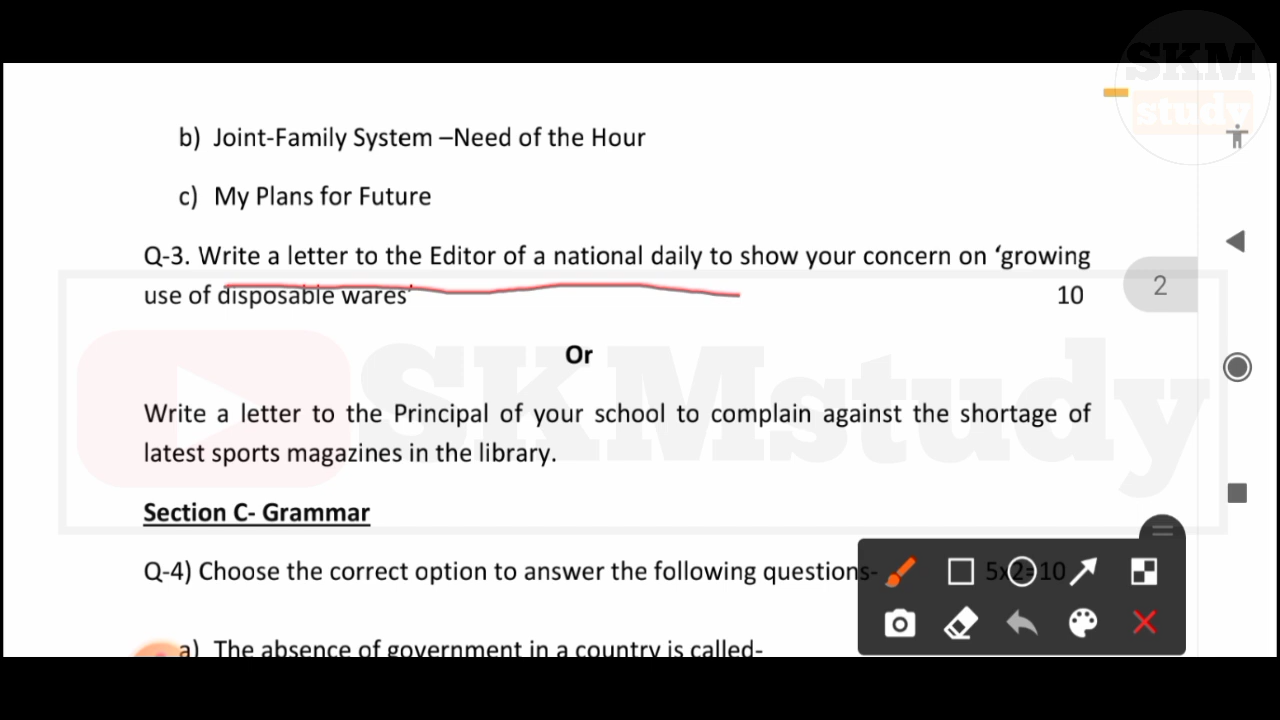 SKM
study
b) Joint-Family System –Need of the Hour
c) My Plans for Future
Q-3. Write a letter to the Editor of a national daily to show your concern on ‘growing
use of disposable wares’ 10
2
Or
SKMstudy
Write a letter to the Principal of your school to complain against the shortage of
latest sports magazines in the library.
Section C- Grammar
Q-4) Choose the correct option to answer the following questions- 5x2=10
a) The absence of government in a country is called-